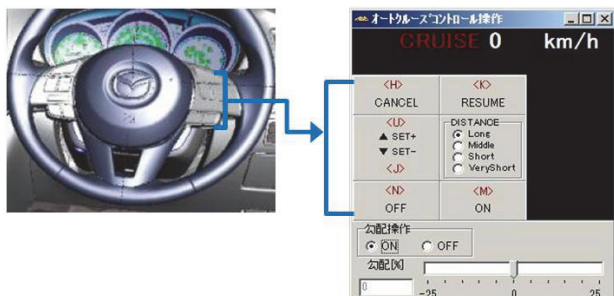 オートクルーズコントロール操作
CRUISE 0 km/h
<H> <K>
CANCEL RESUME
<U> DISTANCE
▲ SET+ Long
▼ SET- Middle
Short
<J> VeryShort
<N> <M>
OFF ON
勾配操作
ON OFF
勾配[%]
0 -25 0 25